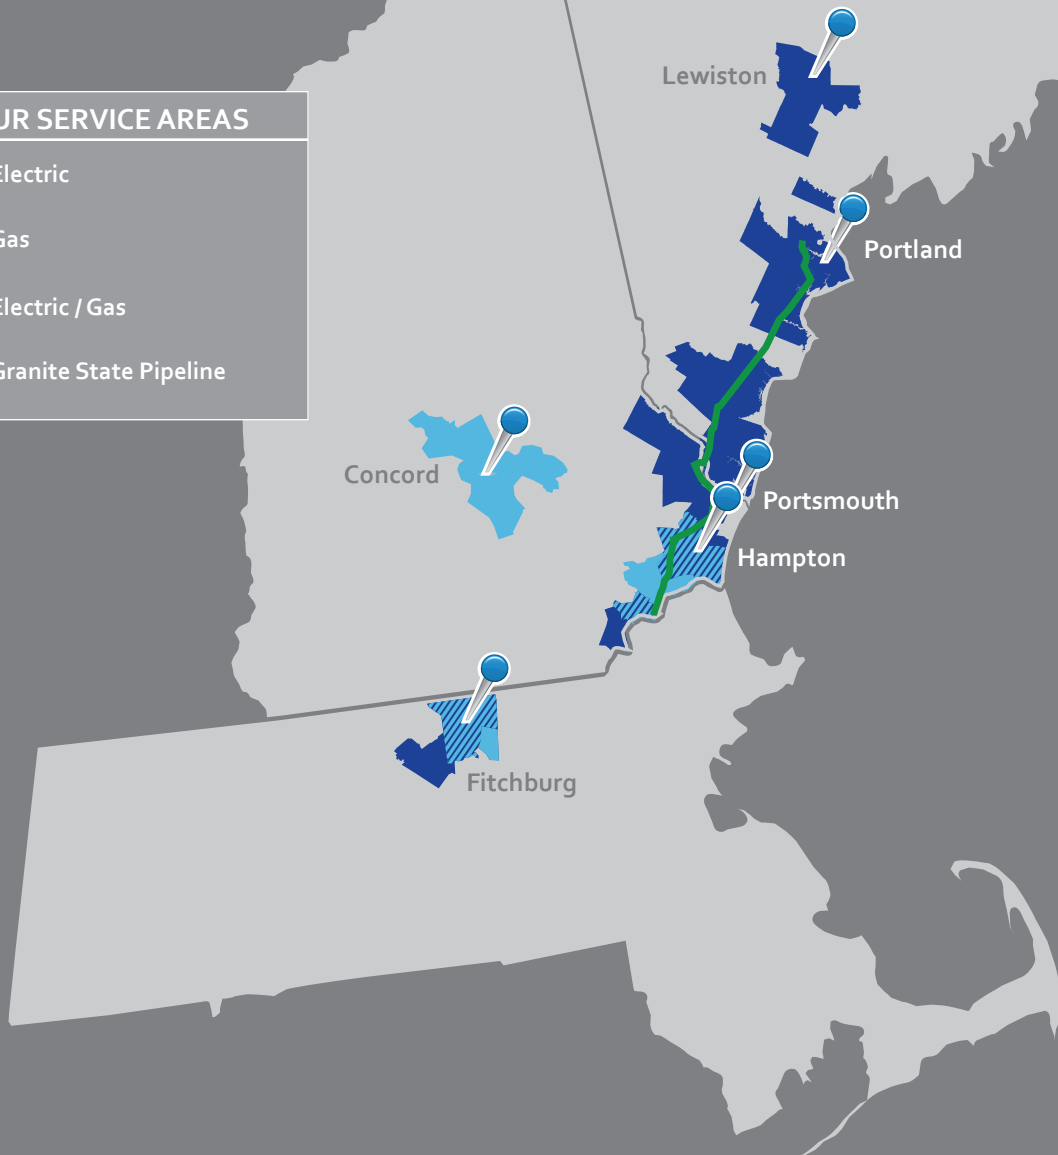 UR SERVICE AREAS
Electric
Gas
Electric / Gas
Granite State Pipeline
Lewiston
Portland
Concord
Portsmouth
Hampton
Fitchburg